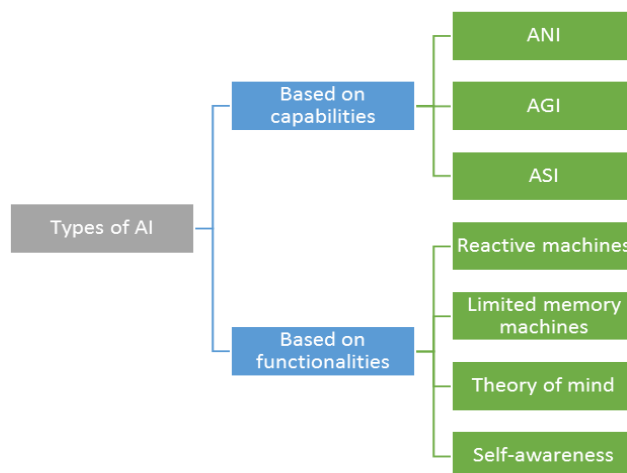 Types of AI
Based on
capabilities
ANI
AGI
ASI
Based on
functionalities
Reactive machines
Limited memory
machines
Theory of mind
Self-awareness